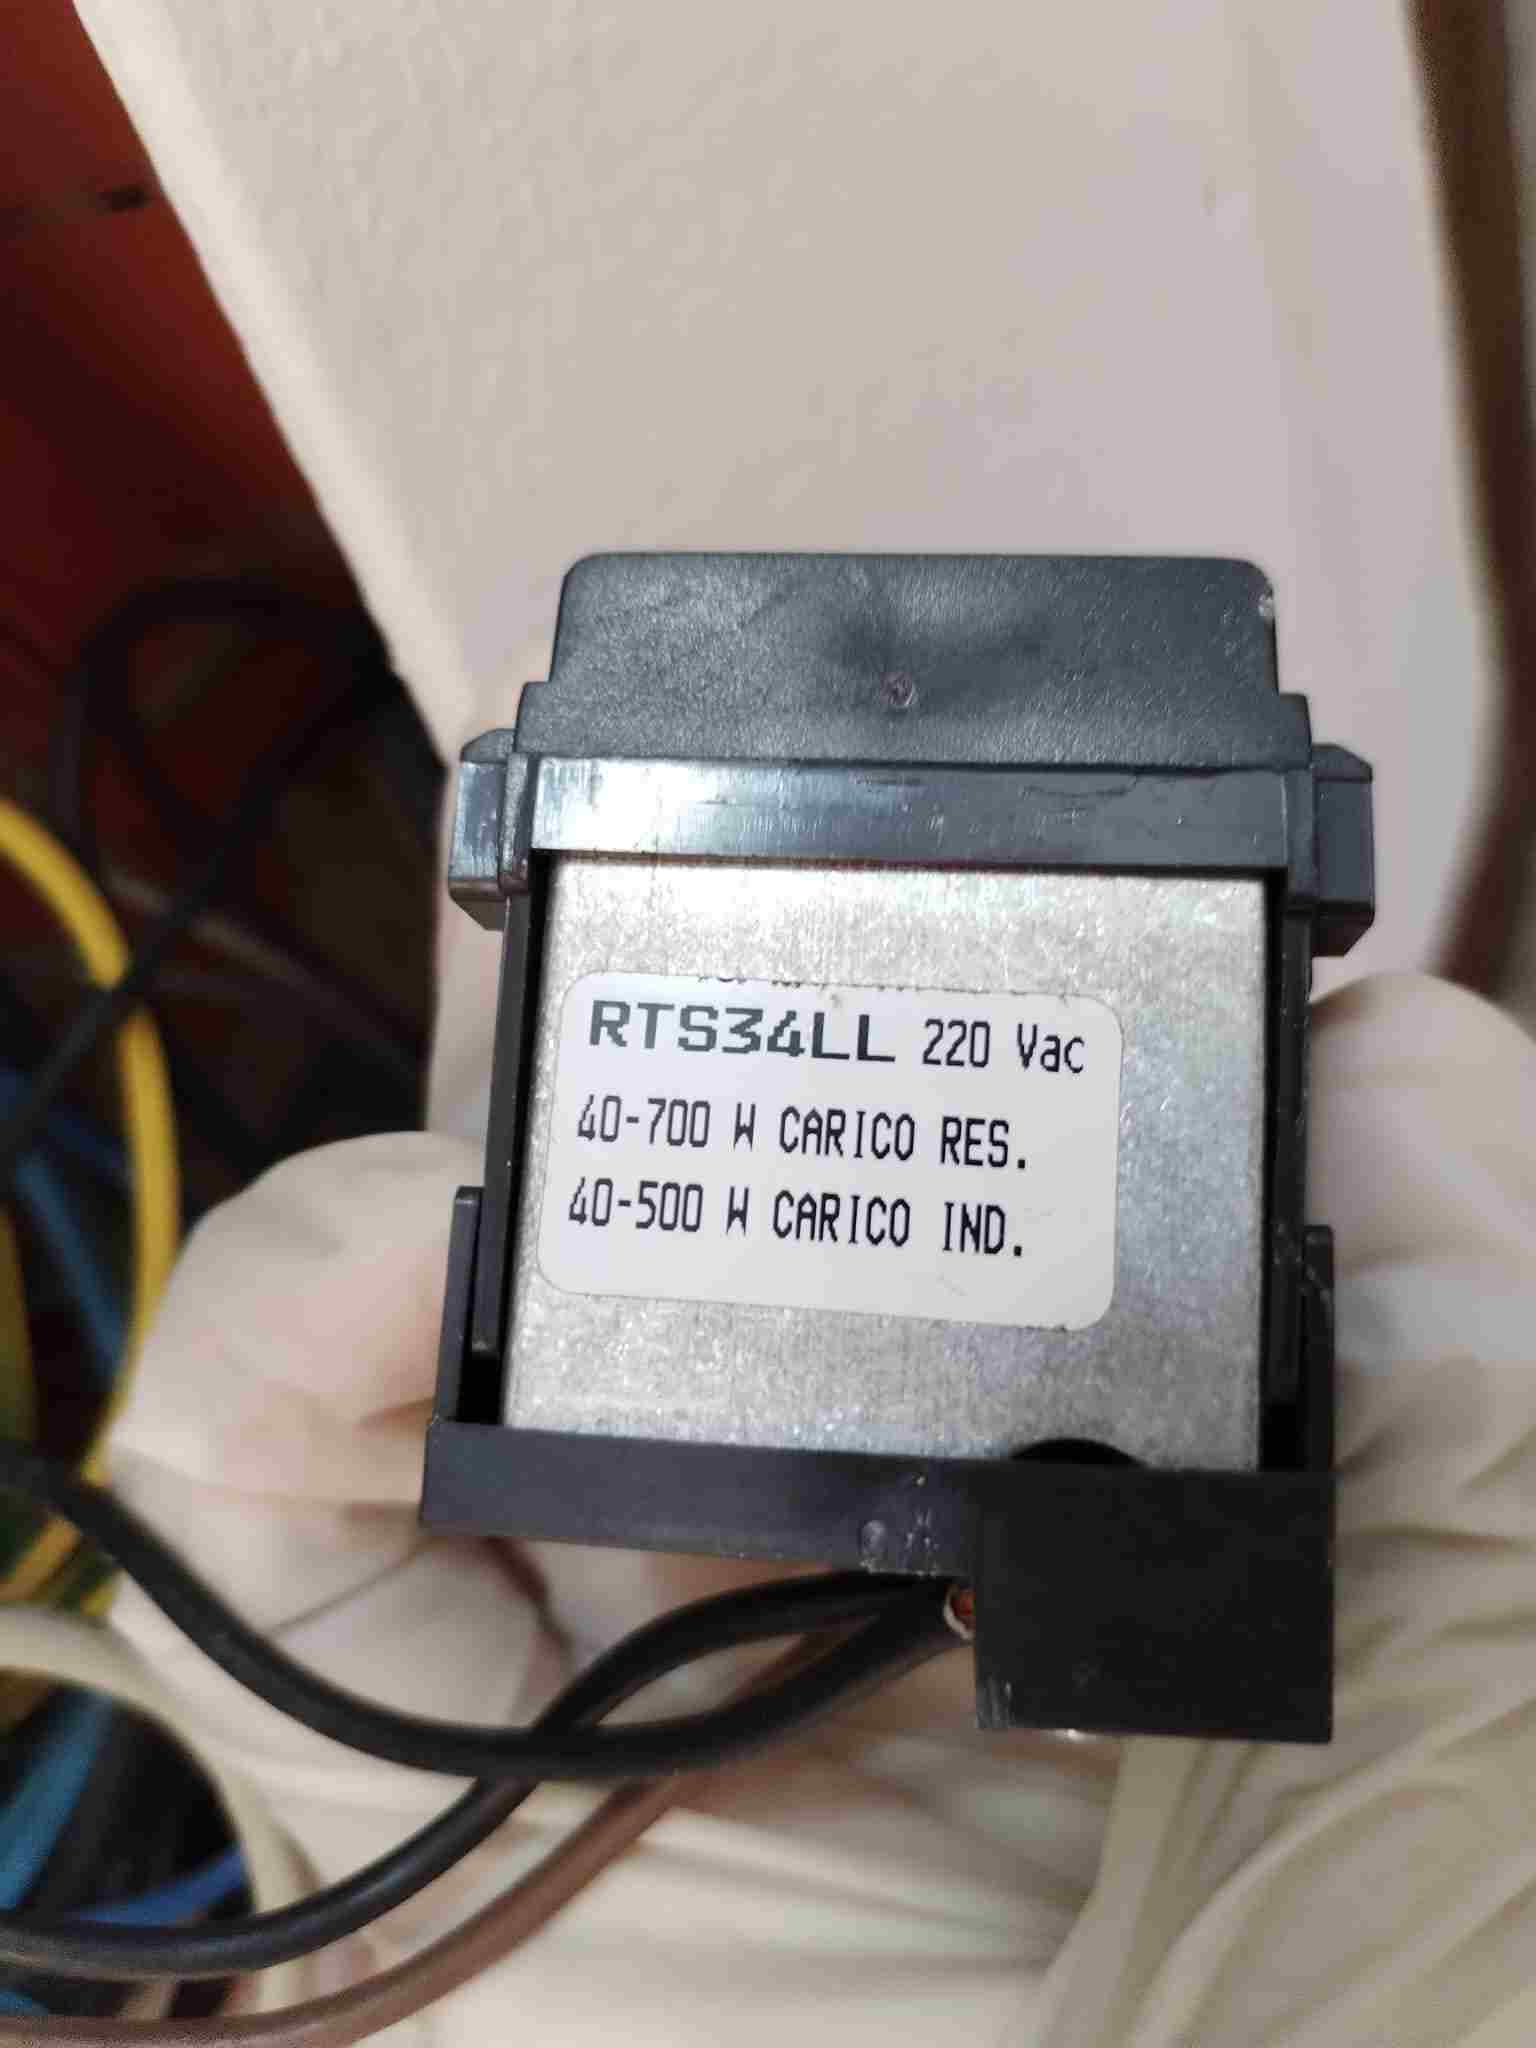 RTS34LL 220 Vac
40-700 W CARICO RES.
40-500 W CARICO IND.